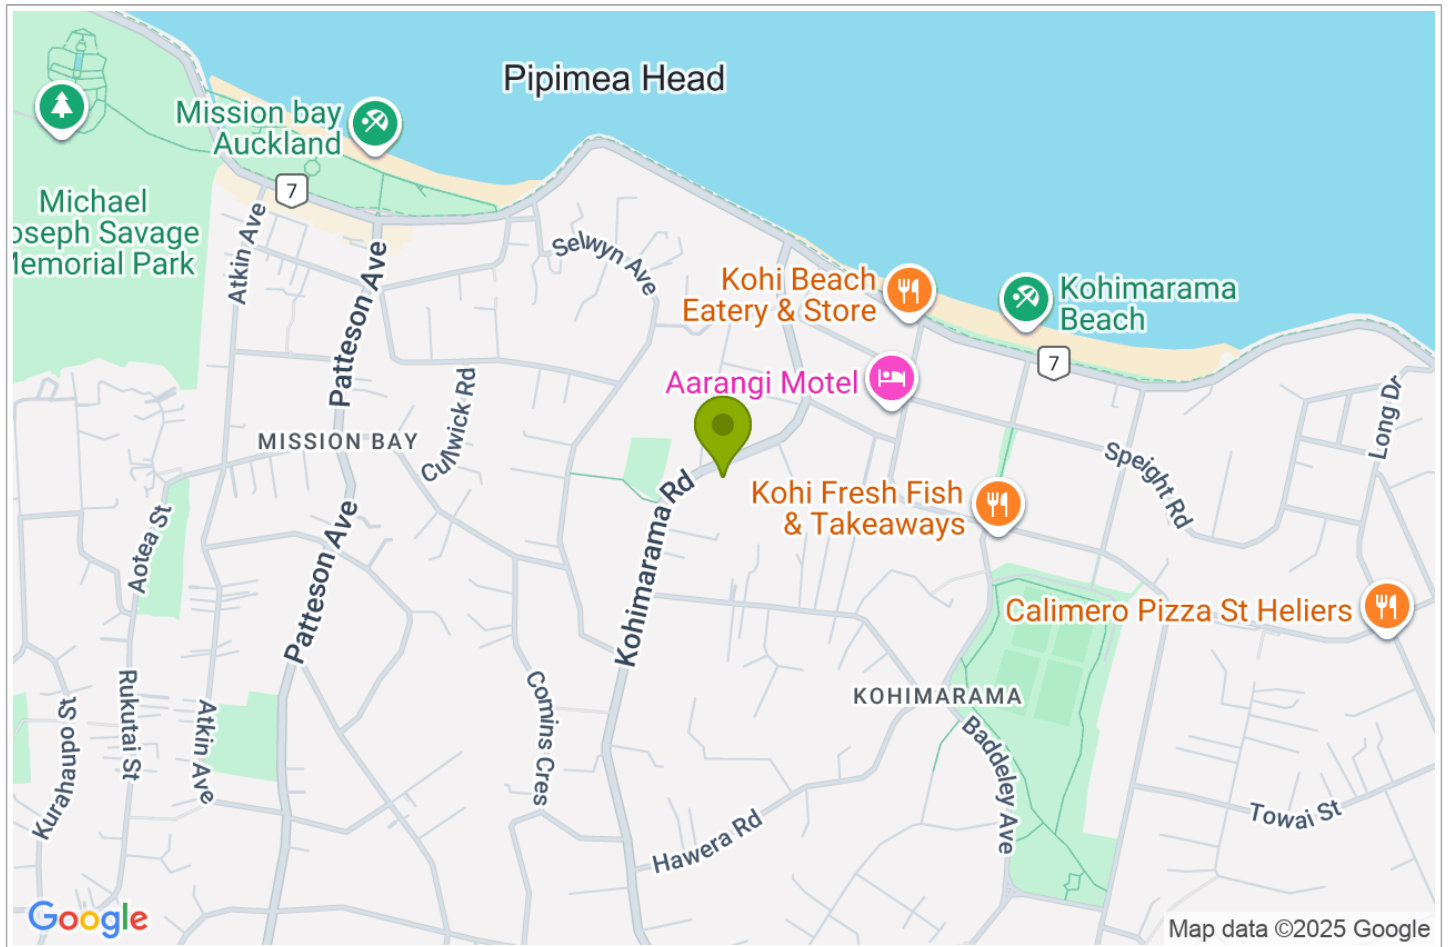 Pipimea Head
Mission bay
Auckland
7
Michael
oseph Savage
Memorial Park
Atkin Ave
Patteson Ave
Selwyn Ave
Kohi Beach
Eatery & Store
Kohimarama
Beach
7
Aarangi Motel
Culwick Rd
MISSION BAY
Long Dr
Speight Rd
Kohimarama Rd
Kohi Fresh Fish
& Takeaways
Aotea St
Patteson Ave
Calimero Pizza St Heliers
KOHIMARAMA
Kurahaupo St
Rukutai St
Atkin Ave
Comins Cres
Baddeley Ave
Hawera Rd
Towai St
Google
Map data ©2025 Google